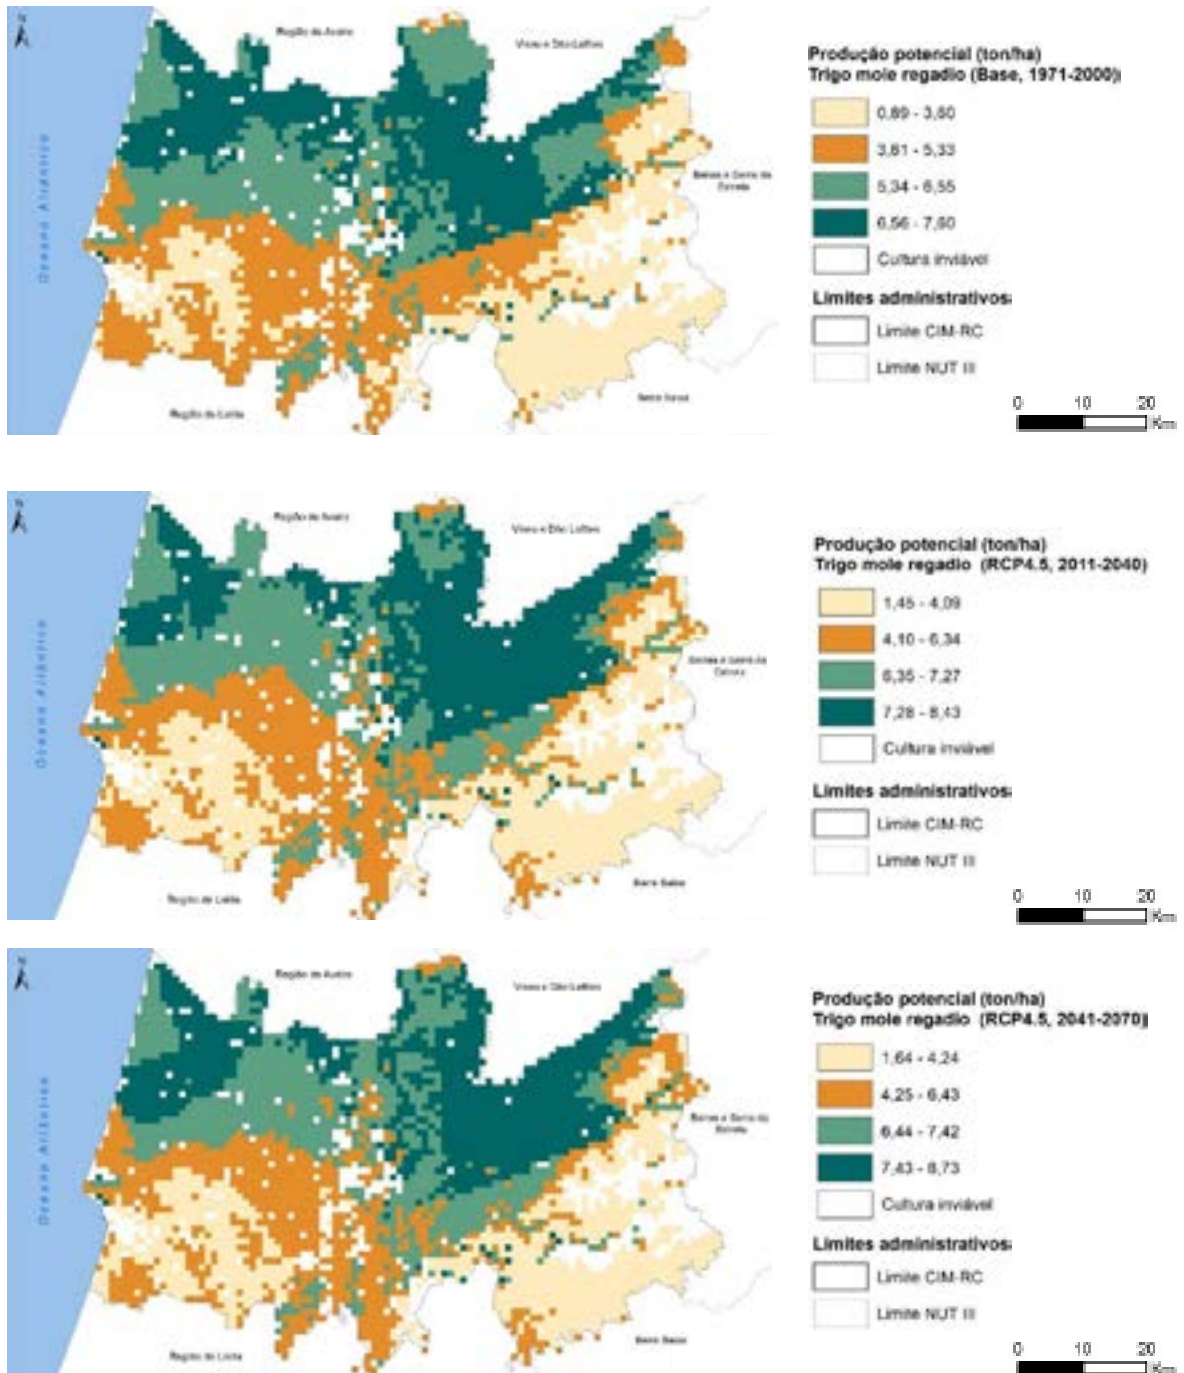 N
Região de Aveiro
Viseu e Dão Lafões
Beiras e Serra da
Estrela
Oceano Atlântico
Região de Leiria
Produção potencial (ton/ha)
Trigo mole regadio (Base, 1971-2000)
0,89 - 3,60
3,61 - 5,33
5,34 - 6,55
6,56 - 7,60
Cultura inviável
Limites administrativos:
Limite CIM-RC
Limite NUT III
0 10 20
Km
N
Região de Aveiro
Viseu e Dão Lafões
Beiras e Serra da
Estrela
Oceano Atlântico
Região de Leiria
Produção potencial (ton/ha)
Trigo mole regadio (RCP4.5, 2011-2040)
1,45 - 4,09
4,10 - 6,34
6,35 - 7,27
7,28 - 8,43
Cultura inviável
Limites administrativos:
Limite CIM-RC
Limite NUT III
0 10 20
Km
N
Região de Aveiro
Viseu e Dão Lafões
Beiras e Serra da
Estrela
Oceano Atlântico
Região de Leiria
Produção potencial (ton/ha)
Trigo mole regadio (RCP4.5, 2041-2070)
1,64 - 4,24
4,25 - 6,43
6,44 - 7,42
7,43 - 8,73
Cultura inviável
Limites administrativos:
Limite CIM-RC
Limite NUT III
0 10 20
Km